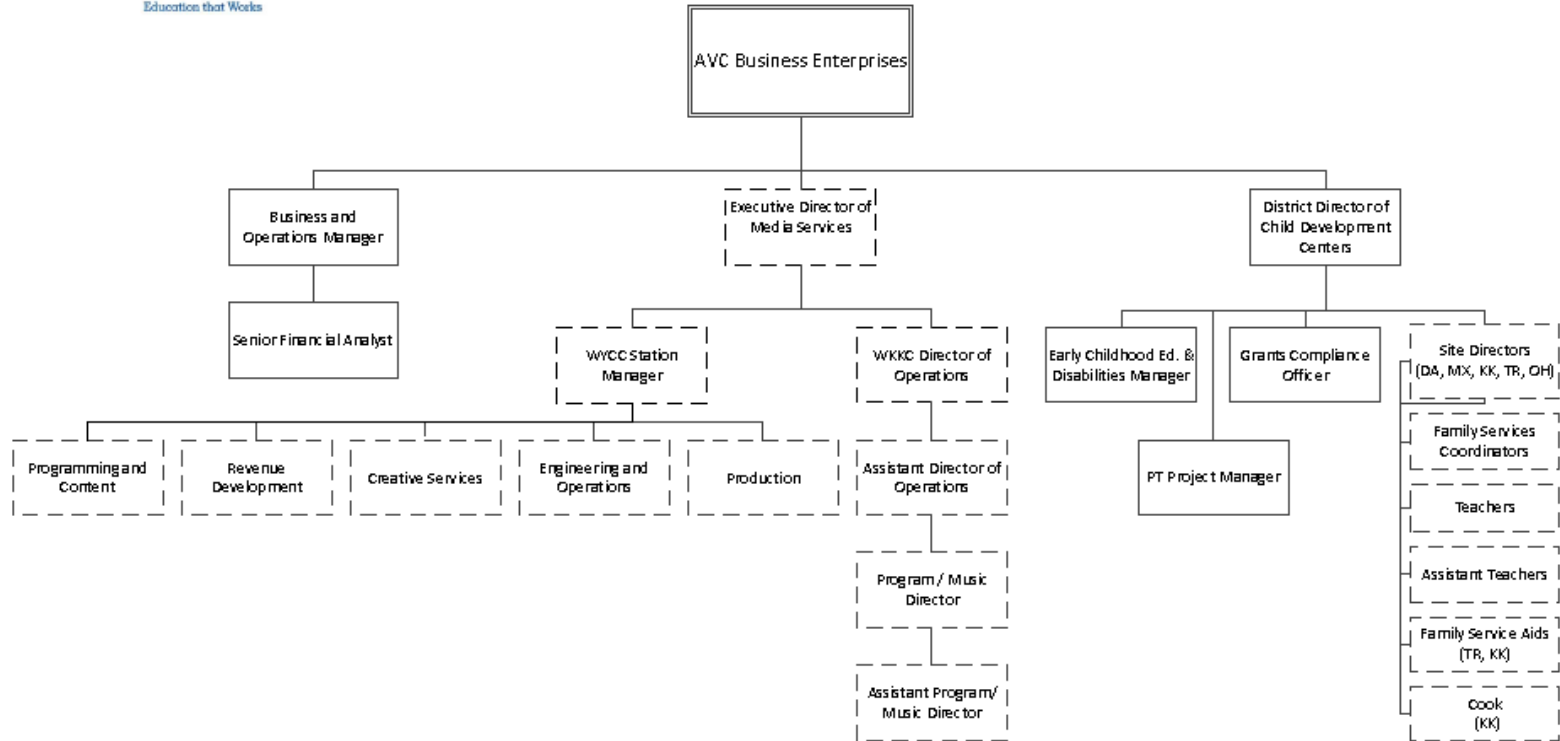 Education that Works
AVC Business Enterprises
Business and
Operations Manager
Executive Director of
Media Services
District Director of
Child Development
Centers
Senior Financial Analyst
WYCC Station
Manager
WKKC Director of
Operations
Early Childhood Ed. &
Disabilities Manager
Grants Compliance
Officer
Site Directors
(DA, MX, KK, TR, OH)
Programming and
Content
Revenue
Development
Creative Services
Engineering and
Operations
Production
Assistant Director of
Operations
PT Project Manager
Family Services
Coordinators
Teachers
Program / Music
Director
Assistant Teachers
Family Service Aids
(TR, KK)
Assistant Program/
Music Director
Cook
(KK)